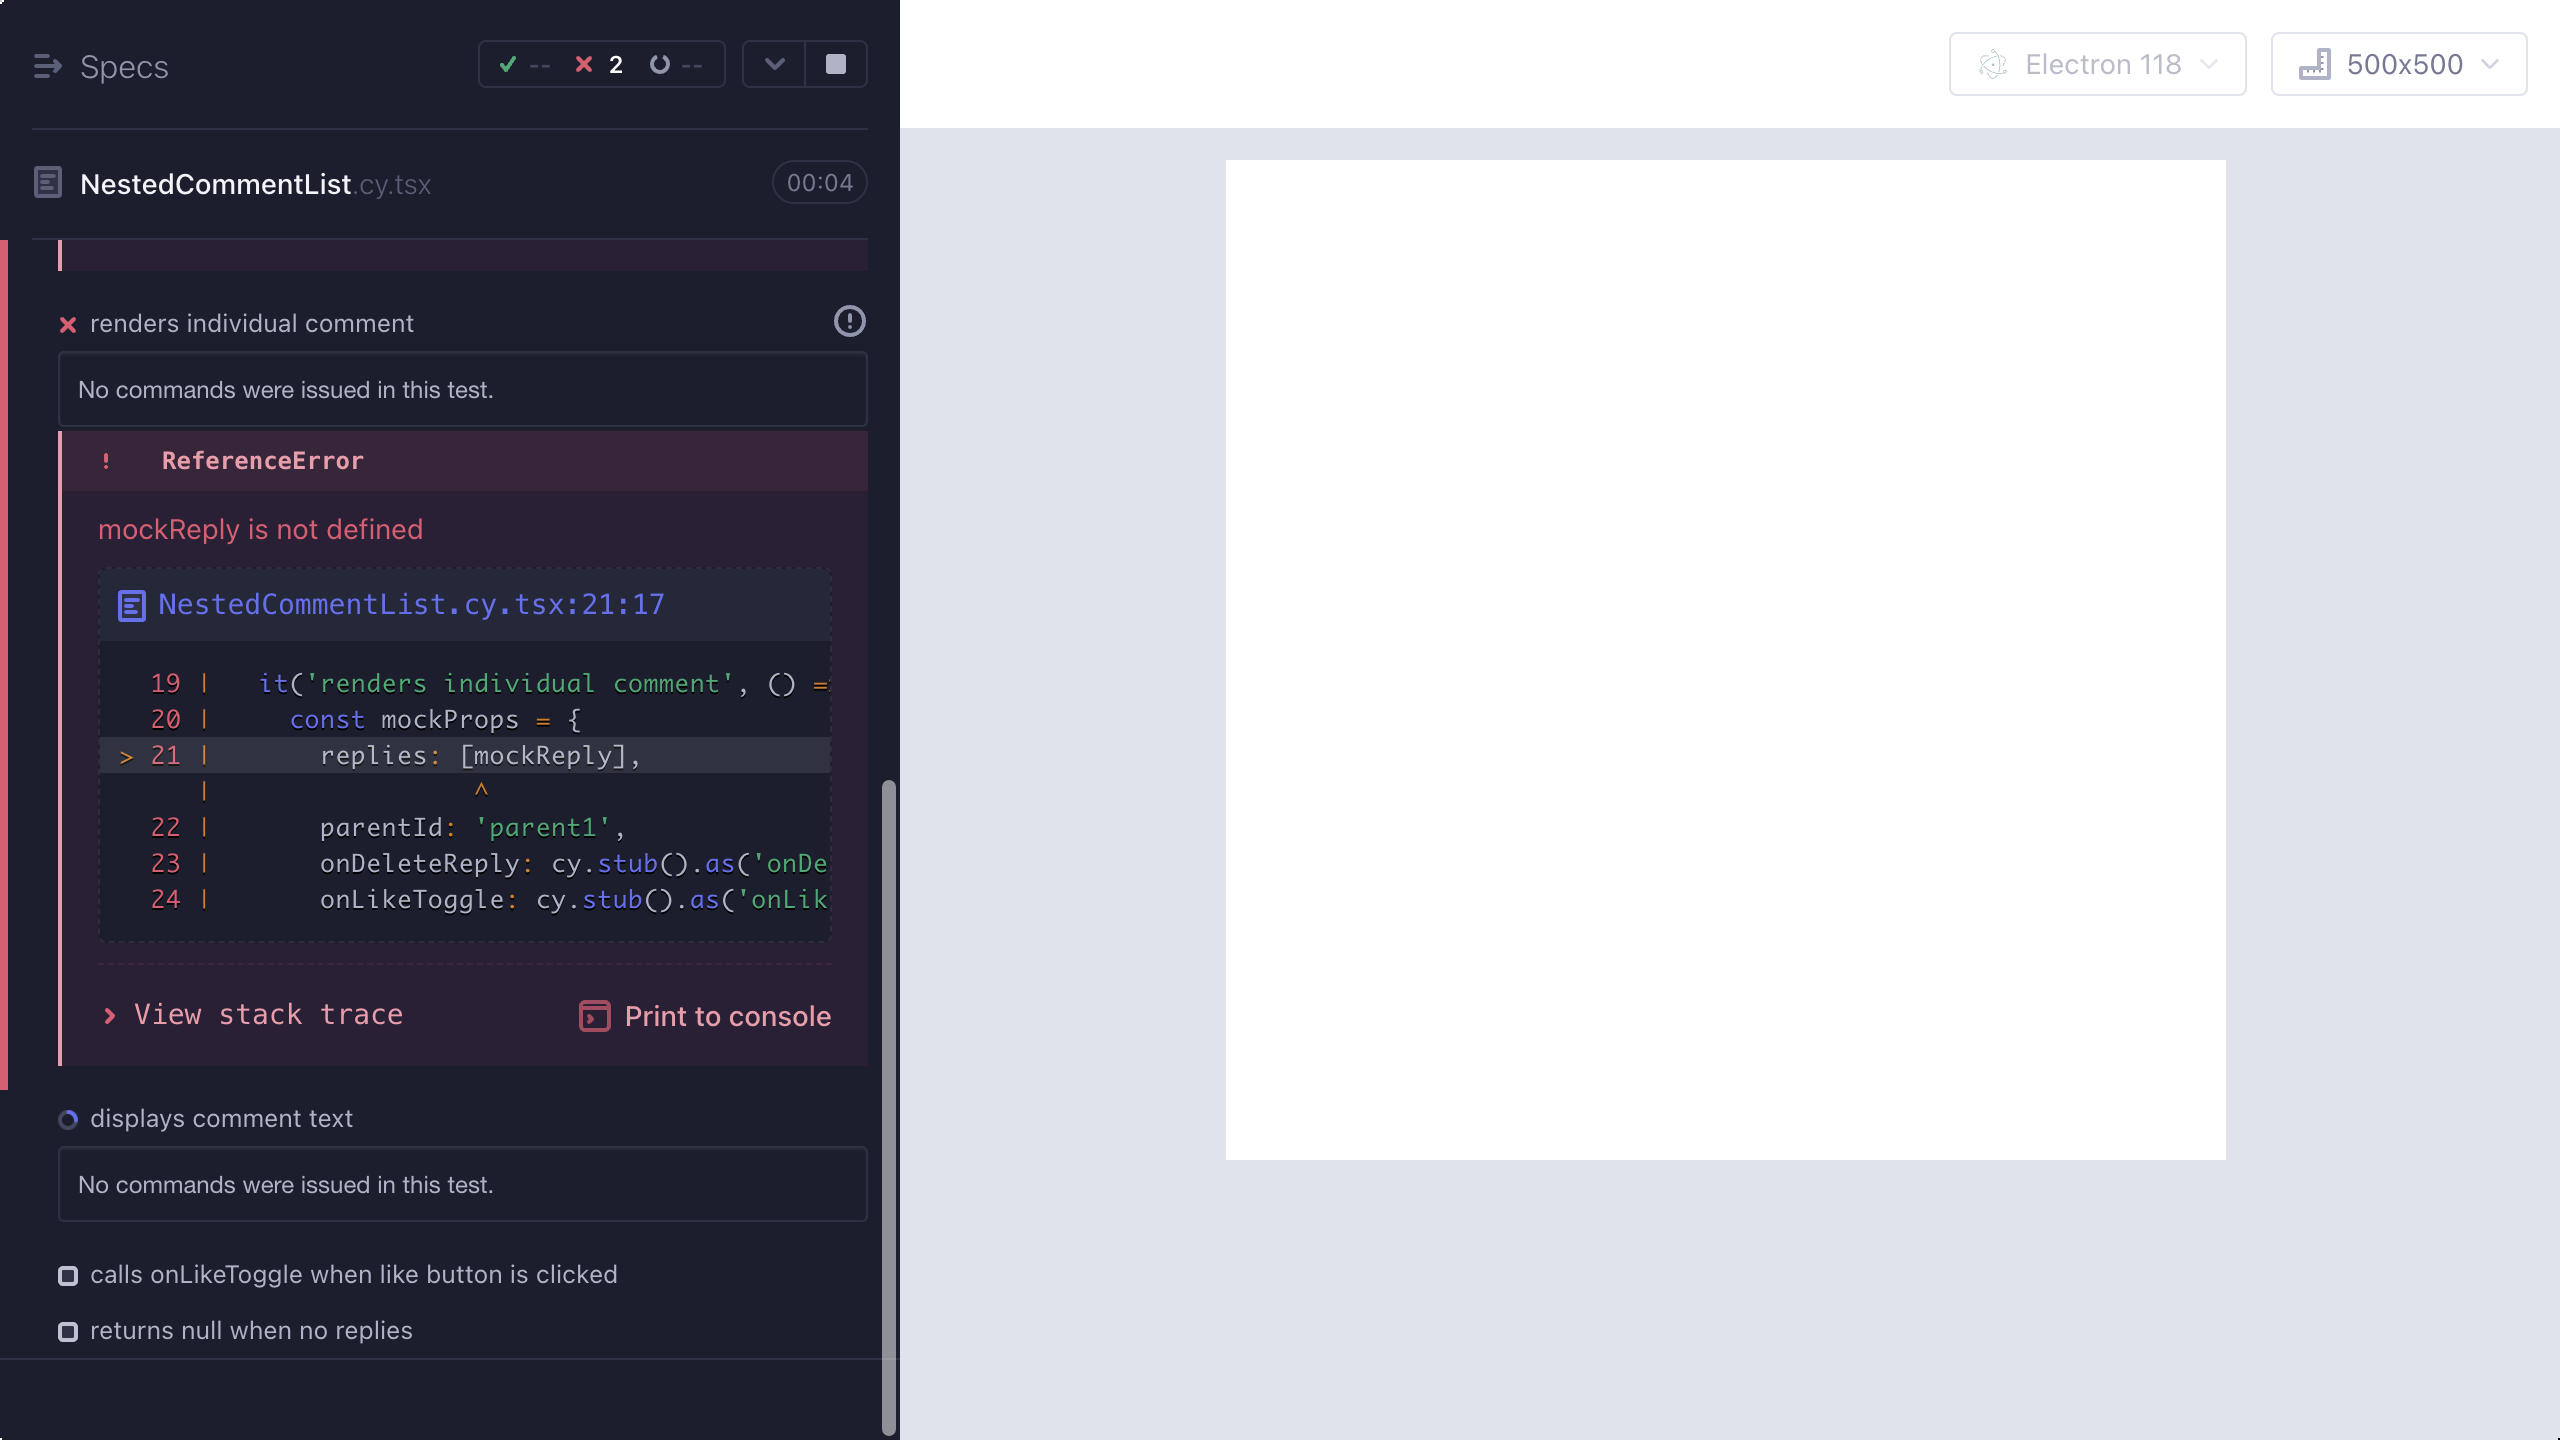 Specs
-- 2 --
Electron 118
500x500
NestedCommentList.cy.tsx
00:04
renders individual comment
No commands were issued in this test.
! ReferenceError
mockReply is not defined
NestedCommentList.cy.tsx:21:17
19 | it('renders individual comment', () =
20 | const mockProps = {
> 21 | replies: [mockReply],
| ^
22 | parentId: 'parent1',
23 | onDeleteReply: cy.stub().as('onDe
24 | onLikeToggle: cy.stub().as('onLik
View stack trace
Print to console
displays comment text
No commands were issued in this test.
calls onLikeToggle when like button is clicked
returns null when no replies